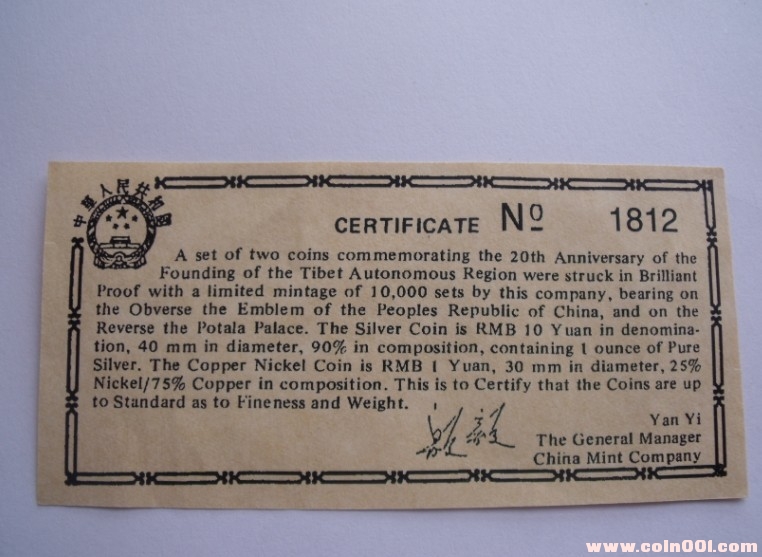 中華人民共和國
CERTIFICATE Nº 1812
A set of two coins commemorating the 20th Anniversary of the
Founding of the Tibet Autonomous Region were struck in Brilliant
Proof with a limited mintage of 10,000 sets by this company, bearing on
the Obverse the Emblem of the Peoples Republic of China, and on the
Reverse the Potala Palace. The Silver Coin is RMB 10 Yuan in denomina-
tion, 40 mm in diameter, 90% in composition, containing 1 ounce of Pure
Silver. The Copper Nickel Coin is RMB 1 Yuan, 30 mm in diameter, 25%
Nickel/75% Copper in composition. This is to Certify that the Coins are up
to Standard as to Fineness and Weight.
Yan Yi
The General Manager
China Mint Company
www.coin001.com